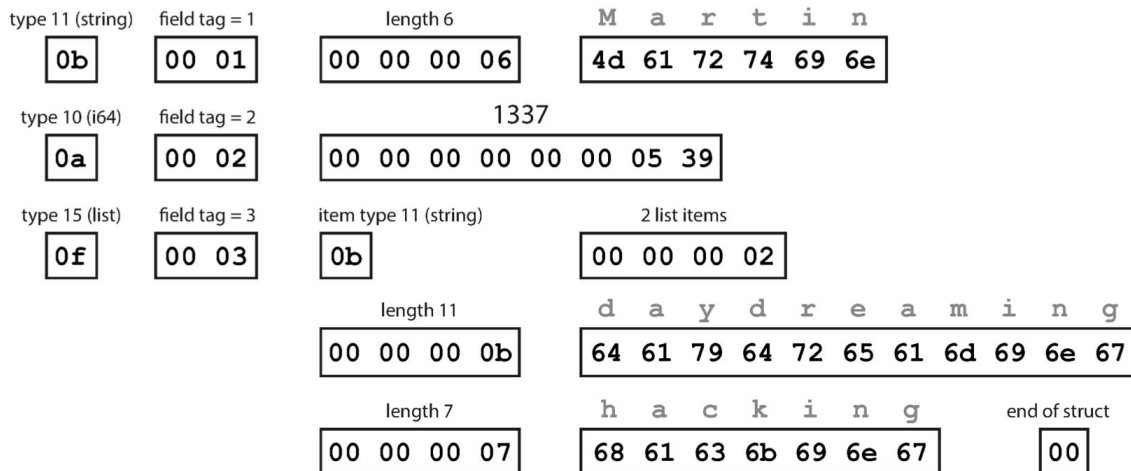 type 11 (string) field tag = 1 length 6 M a r t i n
0b 00 01 00 00 00 06 4d 61 72 74 69 6e
type 10 (i64) field tag = 2 1337
0a 00 02 00 00 00 00 00 00 05 39
type 15 (list) field tag = 3 item type 11 (string) 2 list items
0f 00 03 0b 00 00 00 02
length 11 d a y d r e a m i n g
00 00 00 0b 64 61 79 64 72 65 61 6d 69 6e 67
length 7 h a c k i n g end of struct
00 00 00 07 68 61 63 6b 69 6e 67 00